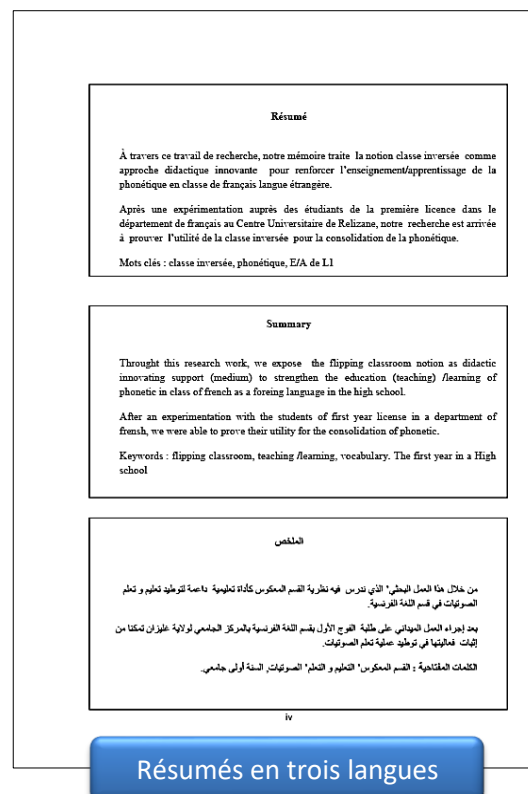 Résumé
À travers ce travail de recherche, notre mémoire traite la notion classe inversée comme
approche didactique innovante pour renforcer l'enseignement/apprentissage de la
phonétique en classe de français langue étrangère.
Après une expérimentation auprès des étudiants de la première licence dans le
département de français au Centre Universitaire de Relizane, notre recherche est arrivée
à prouver l'utilité de la classe inversée pour la consolidation de la phonétique.
Mots clés : classe inversée, phonétique, E/A de L1
Summary
Throught this research work, we expose the flipping classroom notion as didactic
innovating support (medium) to strengthen the education (teaching) /learning of
phonetic in class of french as a foreing language in the high school.
After an experimentation with the students of first year license in a department of
frensh, we were able to prove their utility for the consolidation of phonetic.
Keywords : flipping classroom, teaching /learning, vocabulary. The first year in a High
school
الملخص
من خلال هذا العمل البحثي' الذي ندرس فيه نظرية القسم المعكوس كأداة تعليمية داعمة لتوطيد تعليم و تعلم
الصوتيات في قسم اللغة الفرنسية.
بعد إجراء العمل الميداني على طلبة الفوج الأول بقسم اللغة الفرنسية بالمركز الجامعي لولاية غليزان تمكنا من
إثبات فعاليتها في توطيد عملية تعلم الصوتيات.
الكلمات المفتاحية : القسم المعكوس' التعليم و التعلم' الصوتيات, السنة أولى جامعي.
iv
Résumés en trois langues